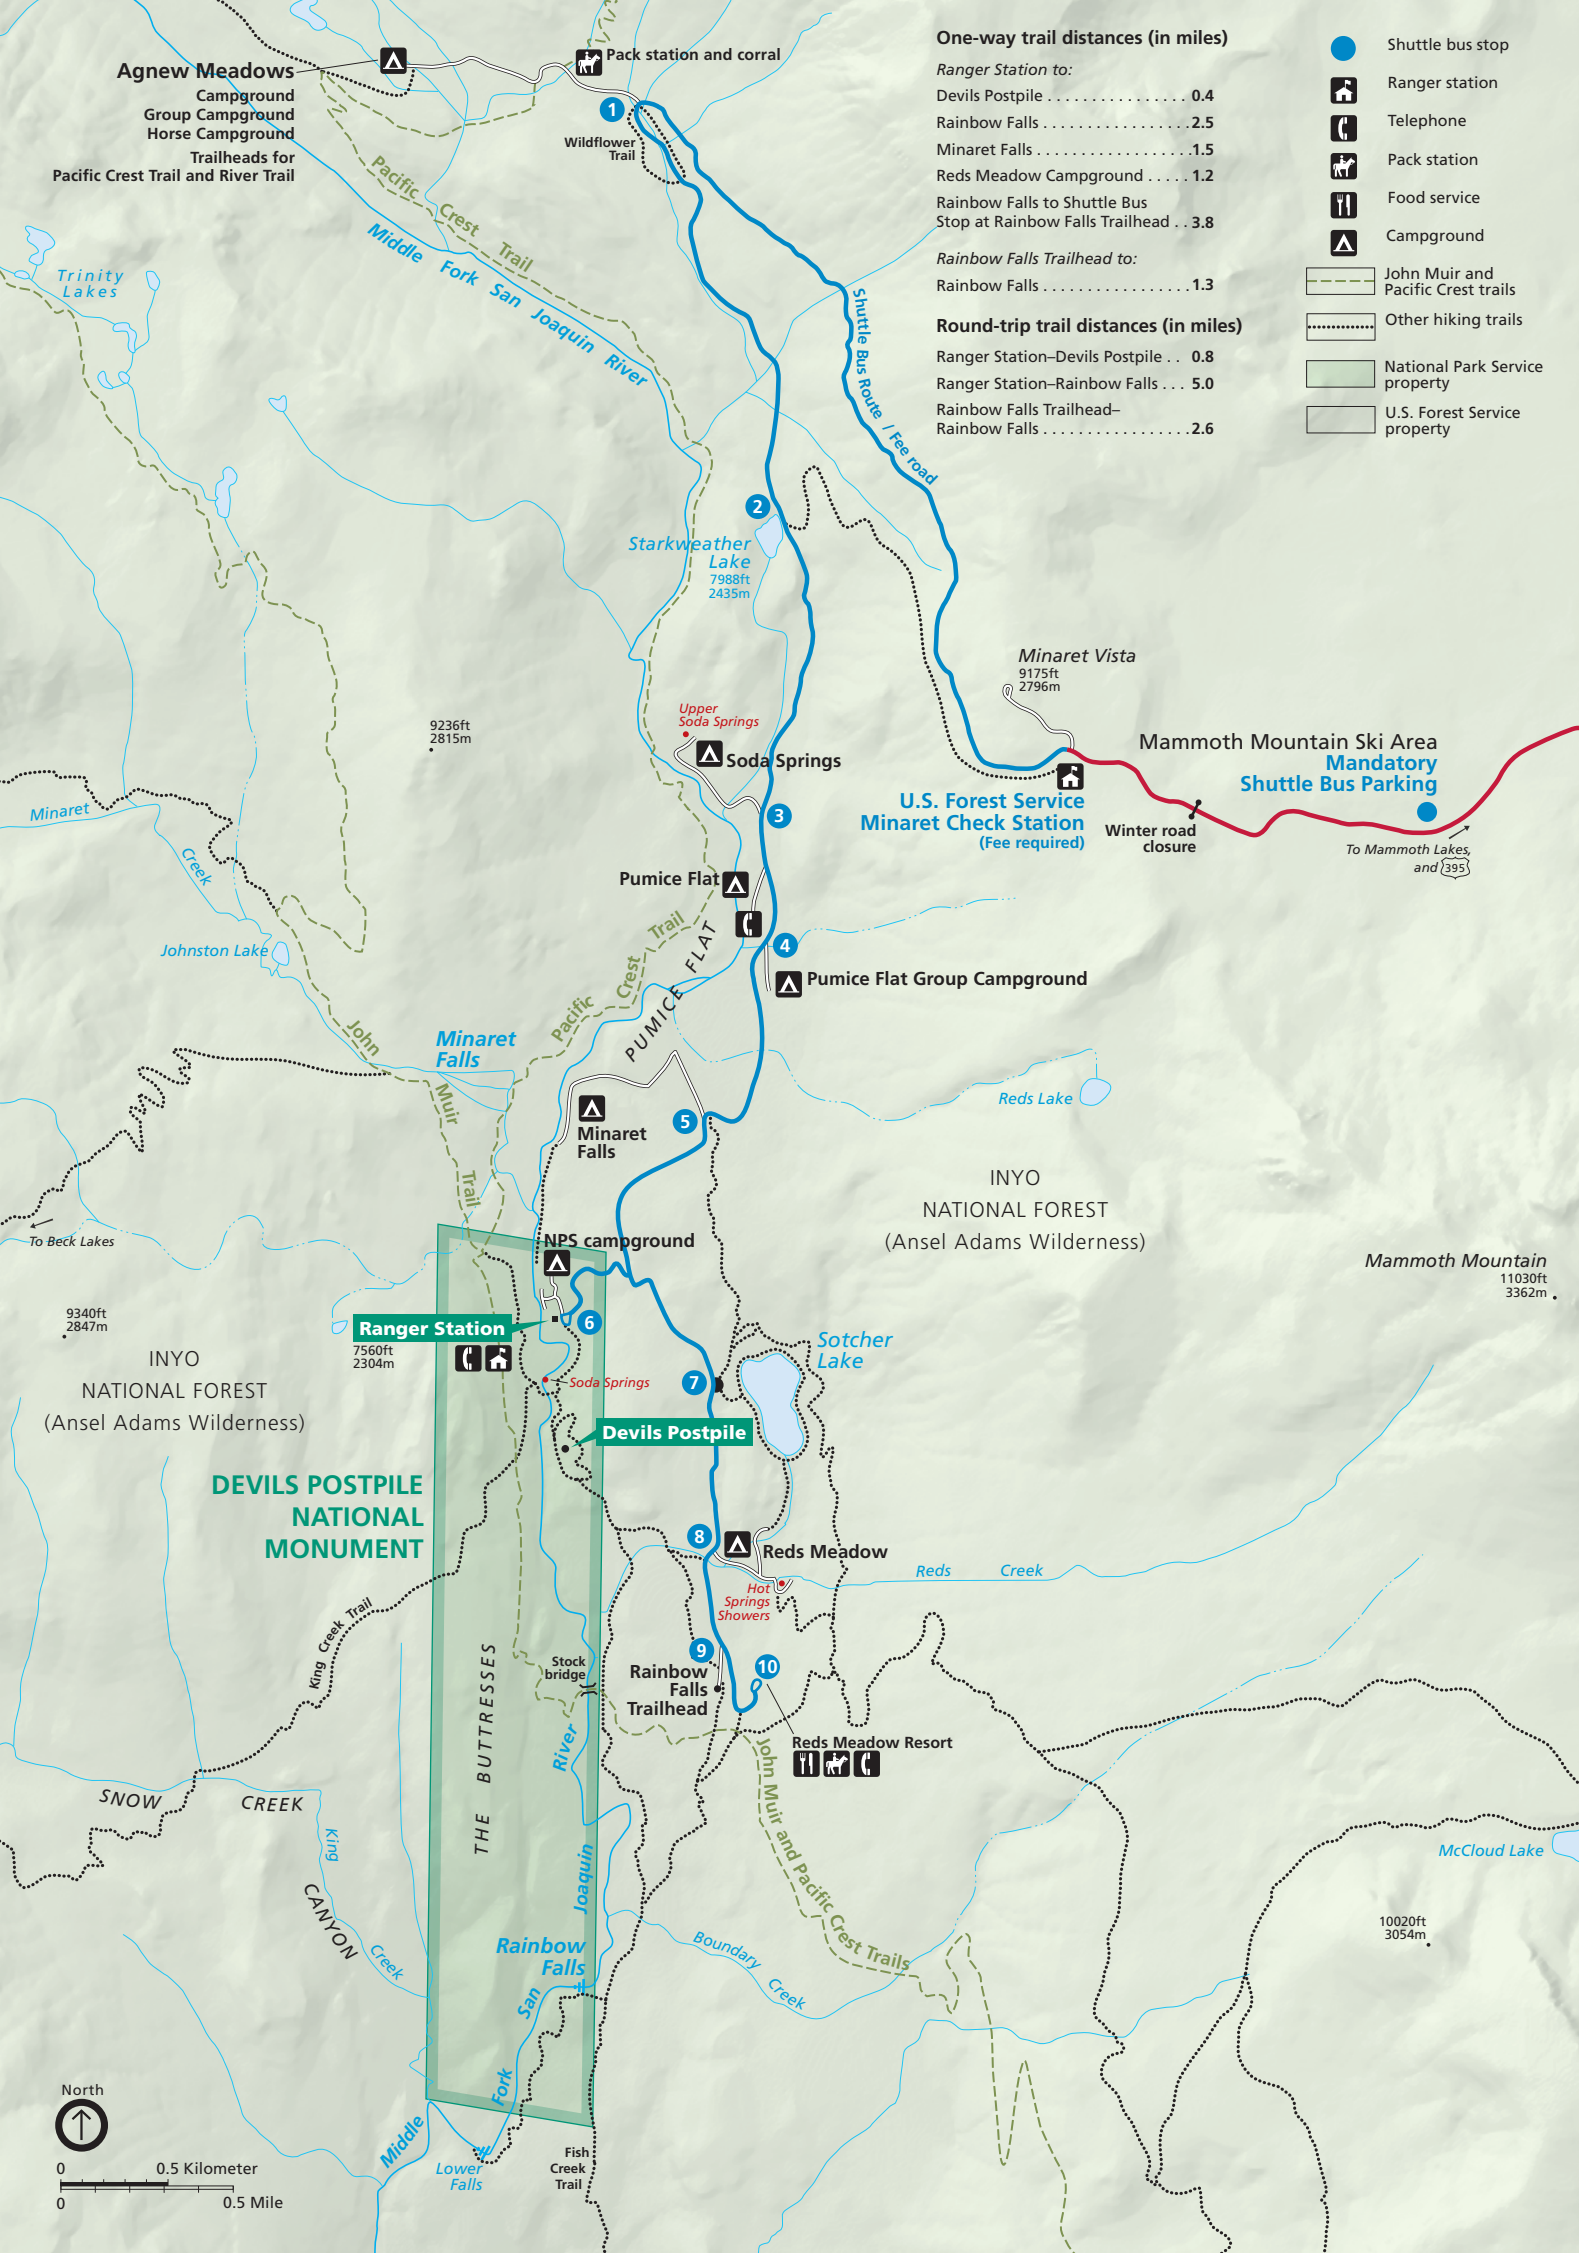 Agnew Meadows
Campground
Group Campground
Horse Campground
Trailheads for
Pacific Crest Trail and River Trail
Pack station and corral
1
Wildflower
Trail
One-way trail distances (in miles)
Ranger Station to:
Devils Postpile . . . . . . . . . . . . . . . . 0.4
Rainbow Falls . . . . . . . . . . . . . . . . . 2.5
Minaret Falls . . . . . . . . . . . . . . . . . . 1.5
Reds Meadow Campground . . . . . 1.2
Rainbow Falls to Shuttle Bus
Stop at Rainbow Falls Trailhead . . 3.8
Rainbow Falls Trailhead to:
Rainbow Falls . . . . . . . . . . . . . . . . . 1.3
Round-trip trail distances (in miles)
Ranger Station–Devils Postpile . . 0.8
Ranger Station–Rainbow Falls . . . 5.0
Rainbow Falls Trailhead–
Rainbow Falls . . . . . . . . . . . . . . . . . 2.6
Shuttle bus stop
Ranger station
Telephone
Pack station
Food service
Campground
John Muir and
Pacific Crest trails
Other hiking trails
National Park Service
property
U.S. Forest Service
property
Pacific Crest Trail
Middle Fork San Joaquin River
Trinity
Lakes
Shuttle Bus Route / Fee road
2
Starkweather
Lake
7988ft
2435m
Minaret Vista
9175ft
2796m
9236ft
2815m
Upper
Soda Springs
Soda Springs
3
Mammoth Mountain Ski Area
Mandatory
Shuttle Bus Parking
U.S. Forest Service
Minaret Check Station
(Fee required)
Winter road
closure
To Mammoth Lakes,
and 395
Minaret
Creek
Pumice Flat
4
Pumice Flat Group Campground
PUMICE FLAT
Pacific Crest Trail
Johnston Lake
John
Muir
Trail
Minaret
Falls
Reds Lake
5
Minaret
Falls
INYO
NATIONAL FOREST
(Ansel Adams Wilderness)
To Beck Lakes
NPS campground
Mammoth Mountain
11030ft
3362m
9340ft
2847m
Ranger Station
7560ft
2304m
6
INYO
NATIONAL FOREST
(Ansel Adams Wilderness)
Sotcher
Lake
7
Soda Springs
Devils Postpile
DEVILS POSTPILE
NATIONAL
MONUMENT
8
Reds Meadow
Reds Creek
Hot
Springs
Showers
King Creek Trail
9
10
Rainbow
Falls
Trailhead
Stock
bridge
THE BUTTRESSES
Reds Meadow Resort
John Muir and Pacific Crest Trails
SNOW CREEK
King
Creek
CANYON
McCloud Lake
10020ft
3054m
Boundary
Creek
Rainbow
Falls
Middle Fork San Joaquin River
North
0 0.5 Kilometer
0 0.5 Mile
Lower
Falls
Fish
Creek
Trail